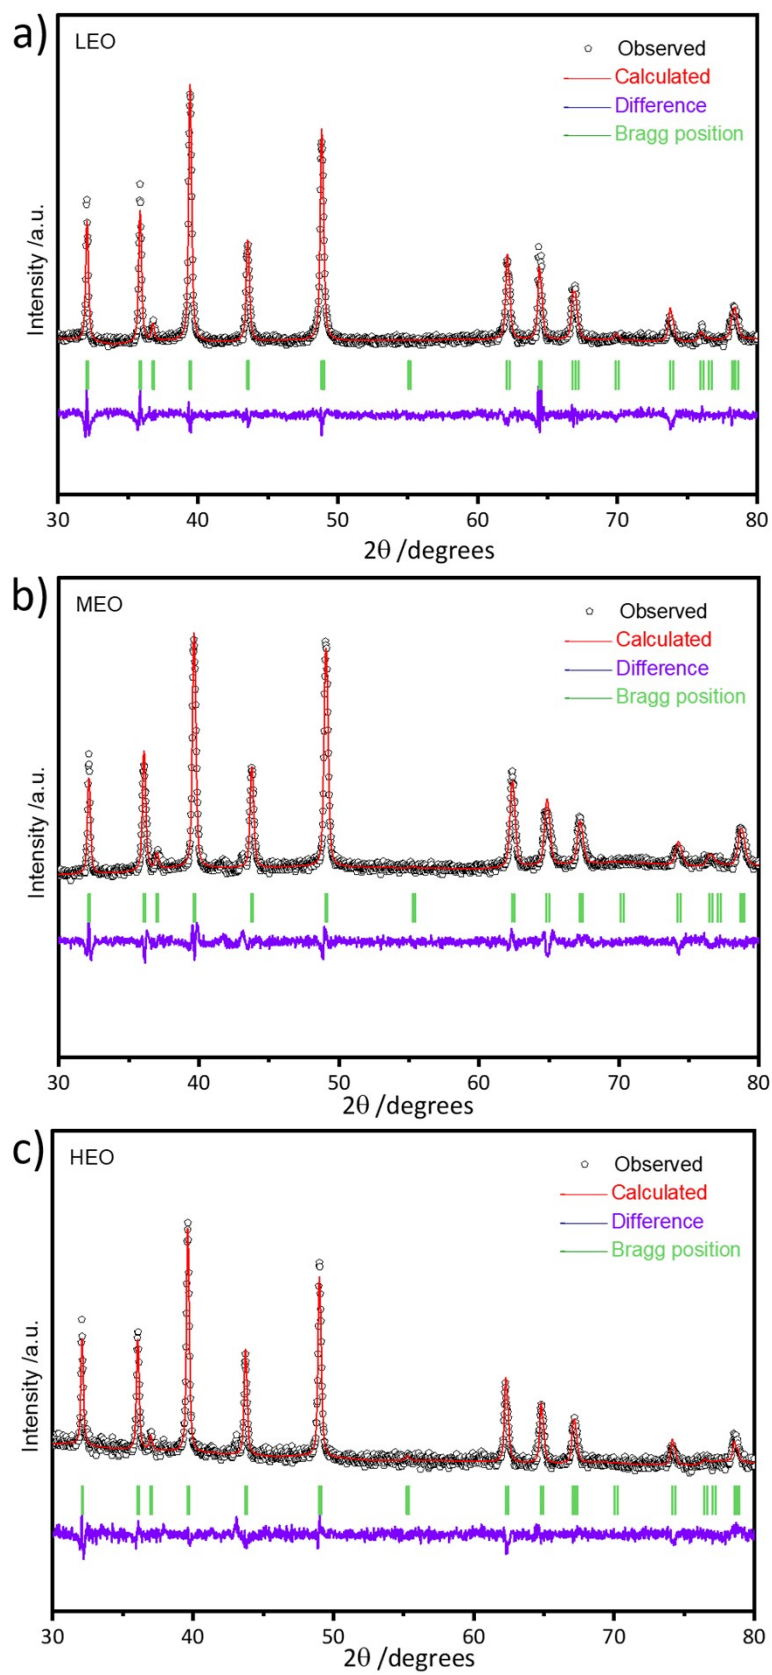 a)
LEO
Observed
Calculated
Difference
Bragg position
Intensity /a.u.
30 40 50 60 70 80
2θ /degrees
b)
MEO
Observed
Calculated
Difference
Bragg position
Intensity /a.u.
30 40 50 60 70 80
2θ /degrees
c)
HEO
Observed
Calculated
Difference
Bragg position
Intensity /a.u.
30 40 50 60 70 80
2θ /degrees